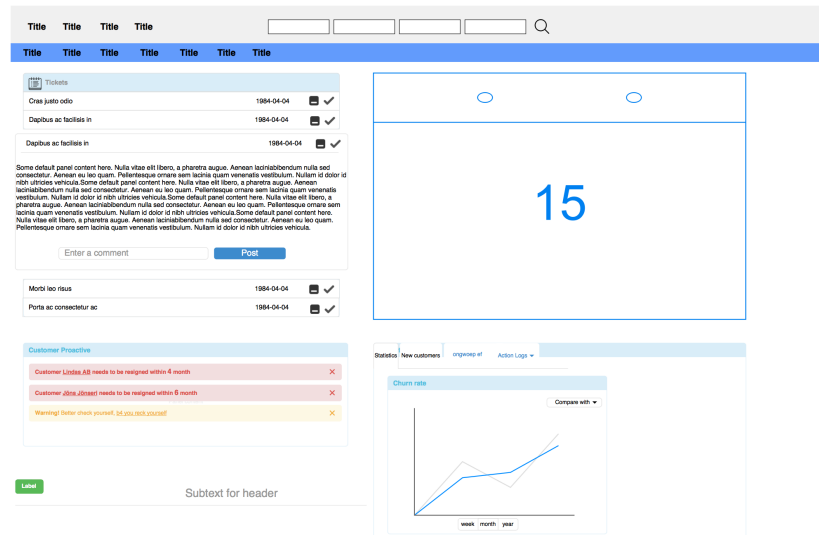 Title Title Title Title
Title Title Title Title Title Title Title
Tickets
Cras justo odio 1984-04-04
Dapibus ac facilisis in 1984-04-04
Dapibus ac facilisis in 1984-04-04
Some default panel content here. Nulla vitae elit libero, a pharetra augue. Aenean laciniabibendum nulla sed
consectetur. Aenean eu leo quam. Pellentesque ornare sem lacinia quam venenatis vestibulum. Nullam id dolor id
nibh ultricies vehicula.Some default panel content here. Nulla vitae elit libero, a pharetra augue. Aenean
laciniabibendum nulla sed consectetur. Aenean eu leo quam. Pellentesque ornare sem lacinia quam venenatis
vestibulum. Nullam id dolor id nibh ultricies vehicula.Some default panel content here. Nulla vitae elit libero, a
pharetra augue. Aenean laciniabibendum nulla sed consectetur. Aenean eu leo quam. Pellentesque ornare sem
lacinia quam venenatis vestibulum. Nullam id dolor id nibh ultricies vehicula.Some default panel content here.
Nulla vitae elit libero, a pharetra augue. Aenean laciniabibendum nulla sed consectetur. Aenean eu leo quam.
Pellentesque ornare sem lacinia quam venenatis vestibulum. Nullam id dolor id nibh ultricies vehicula.
Enter a comment Post
Morbi leo risus 1984-04-04
Porta ac consectetur ac 1984-04-04
15
Customer Proactive
Customer Lindas AB needs to be resigned within 4 month
Customer Jöns Jönseri needs to be resigned within 6 month
Warning! Better check yourself, b4 you reck yourself
Label
Subtext for header
Statistics New customers ongwoep ef Action Logs
Churn rate
Compare with
week month year